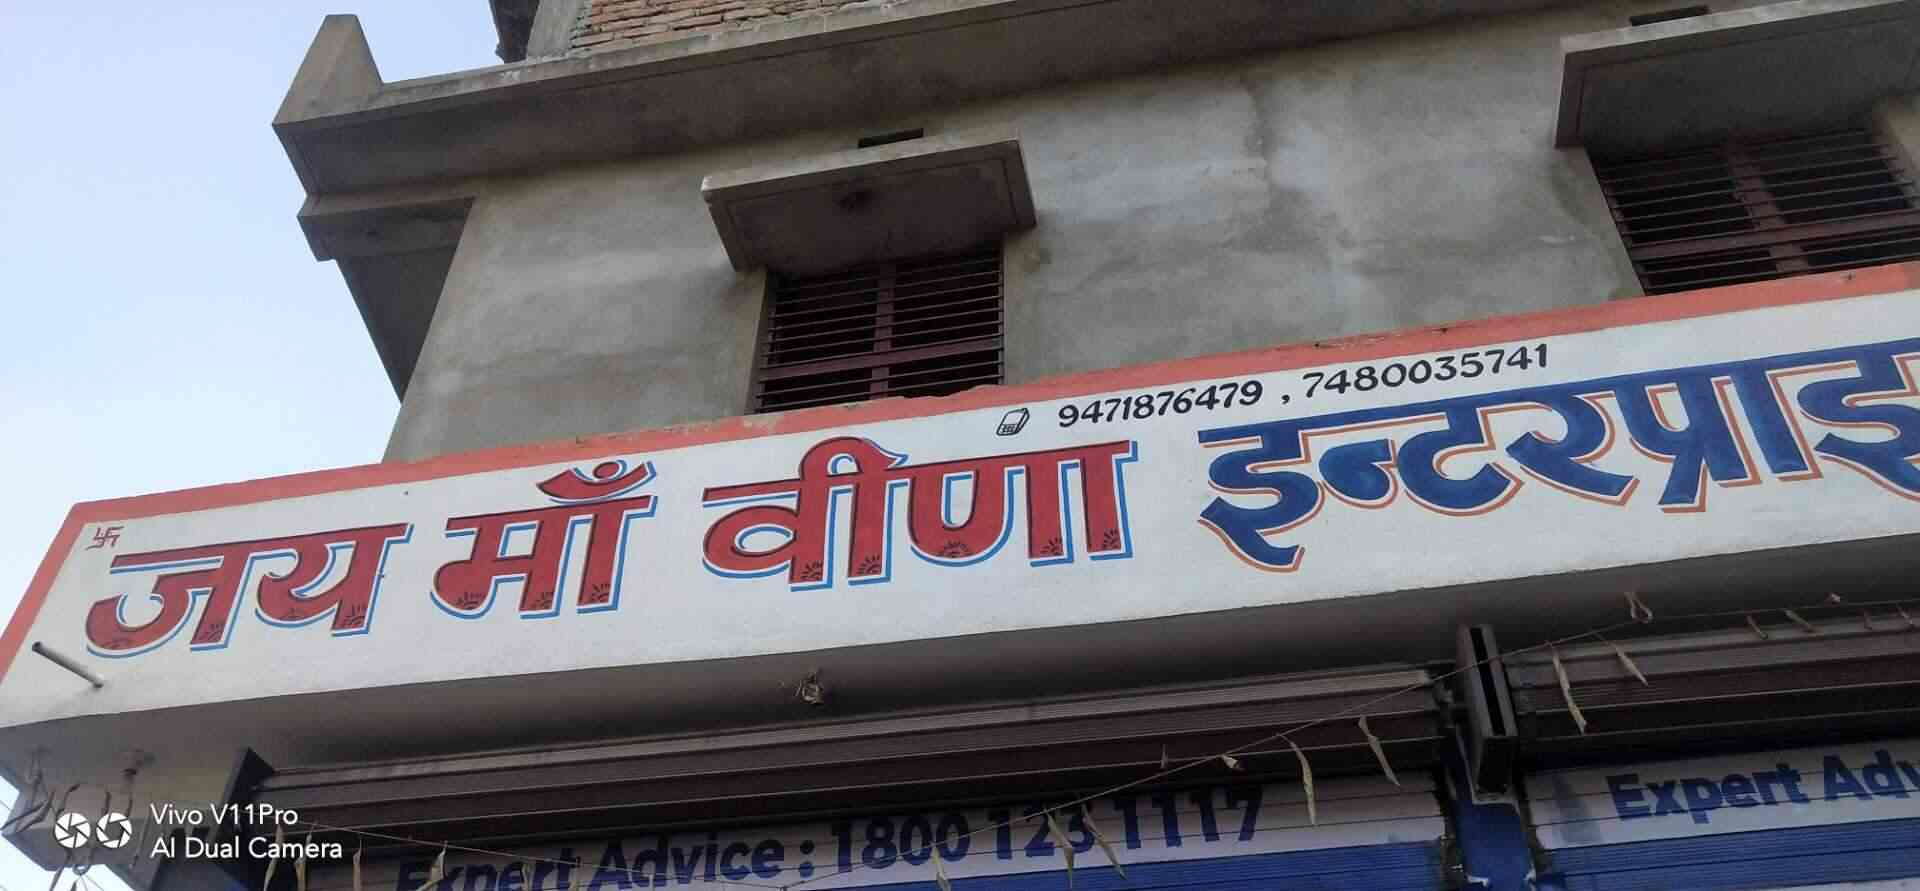 9471876479 , 7480035741
जय माँ वीणा इन्टरप्राइ
Expert Advice : 1800 123 1117
Expert Adv
Vivo V11Pro
AI Dual Camera